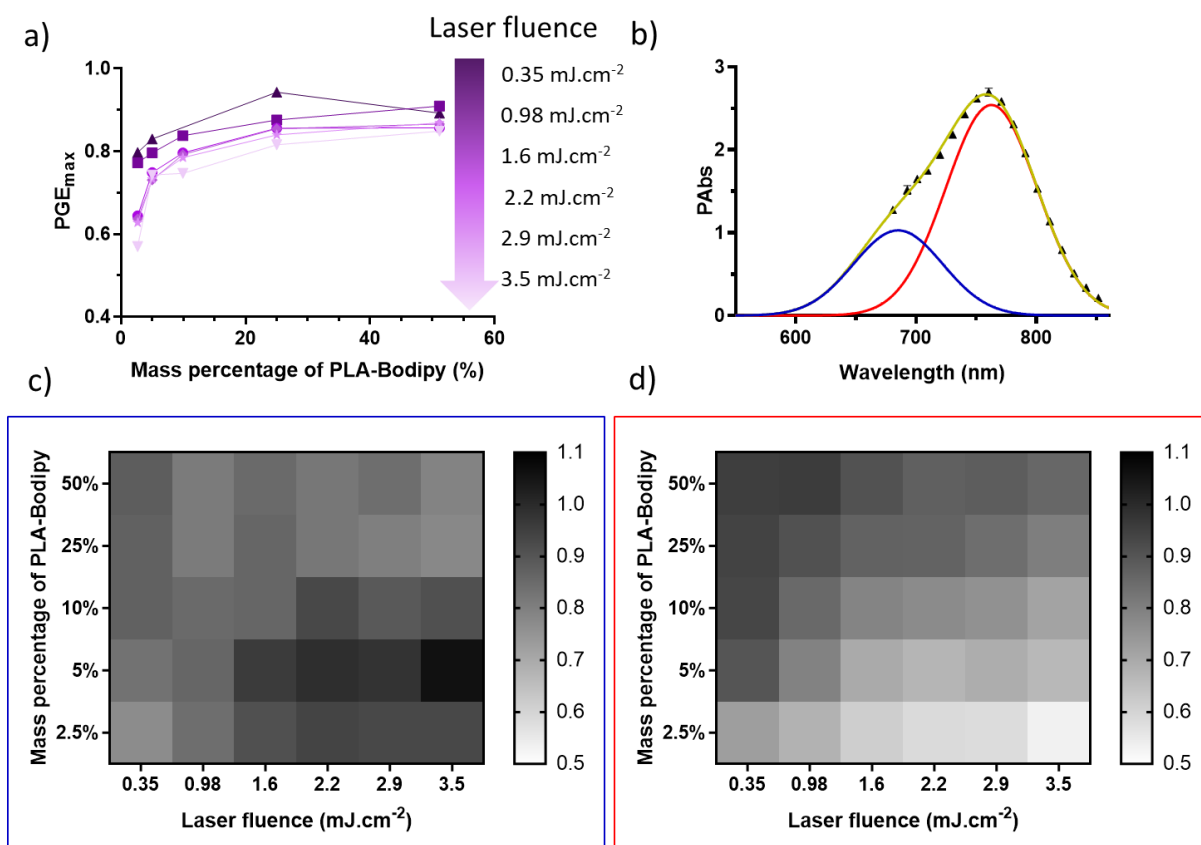 a)
Laser fluence
PGEmax
1.0
0.8
0.6
0.4
0
20
40
60
Mass percentage of PLA-Bodipy (%)
0.35 mJ.cm-2
0.98 mJ.cm-2
1.6 mJ.cm-2
2.2 mJ.cm-2
2.9 mJ.cm-2
3.5 mJ.cm-2
b)
PAbs
3
2
1
0
600
700
800
Wavelength (nm)
c)
Mass percentage of PLA-Bodipy
50%
25%
10%
5%
2.5%
0.35
0.98
1.6
2.2
2.9
3.5
Laser fluence (mJ.cm-2)
1.1
1.0
0.9
0.8
0.7
0.6
0.5
d)
Mass percentage of PLA-Bodipy
50%
25%
10%
5%
2.5%
0.35
0.98
1.6
2.2
2.9
3.5
Laser fluence (mJ.cm-2)
1.1
1.0
0.9
0.8
0.7
0.6
0.5